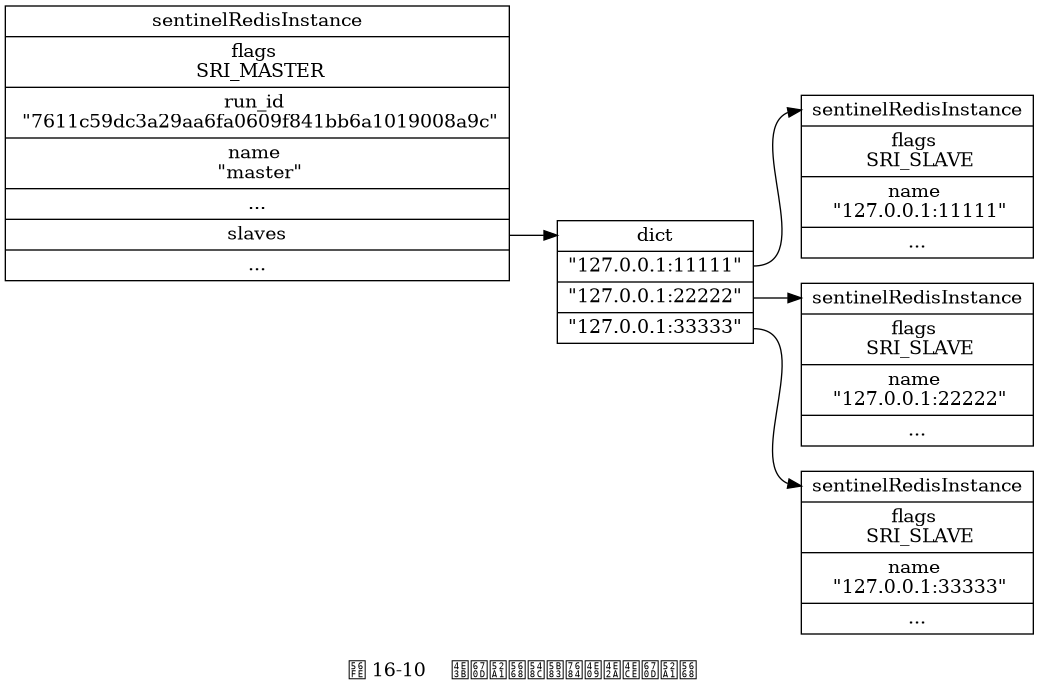 sentinelRedisInstance
flags
SRI_MASTER
run_id
"7611c59dc3a29aa6fa0609f841bb6a1019008a9c"
name
"master"
...
slaves
...
dict
"127.0.0.1:11111"
"127.0.0.1:22222"
"127.0.0.1:33333"
sentinelRedisInstance
flags
SRI_SLAVE
name
"127.0.0.1:11111"
...
sentinelRedisInstance
flags
SRI_SLAVE
name
"127.0.0.1:22222"
...
sentinelRedisInstance
flags
SRI_SLAVE
name
"127.0.0.1:33333"
...
16-10